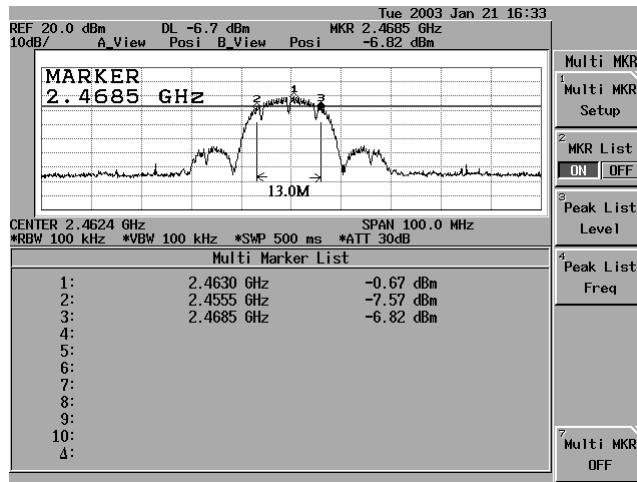 Tue 2003 Jan 21 16:33
REF 20.0 dBm DL -6.7 dBm MKR 2.4685 GHz
10dB/ A_View Posi B_View Posi -6.82 dBm
MARKER
2.4685 GHz
1
2
3
13.0M
CENTER 2.4624 GHz SPAN 100.0 MHz
*RBW 100 kHz *VBW 100 kHz *SWP 500 ms *ATT 30dB
Multi Marker List
1: 2.4630 GHz -0.67 dBm
2: 2.4555 GHz -7.57 dBm
3: 2.4685 GHz -6.82 dBm
4:
5:
6:
7:
8:
9:
10:
Δ:
Multi MKR
1
Multi MKR
Setup
2
MKR List
ON OFF
3
Peak List
Level
4
Peak List
Freq
7
Multi MKR
OFF